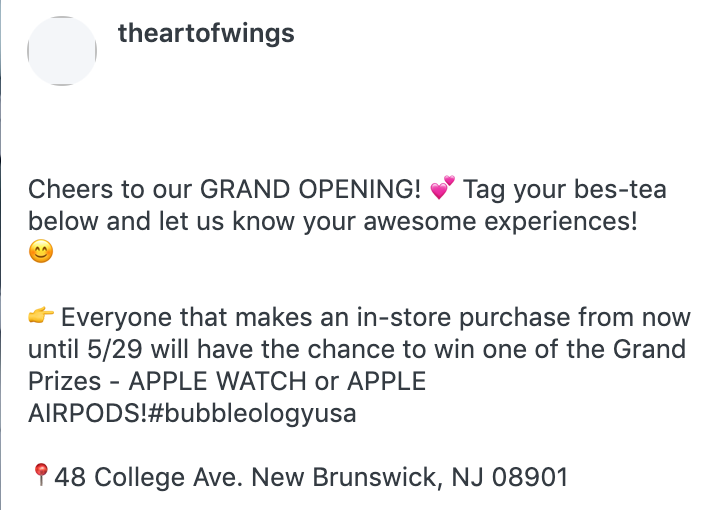 theartofwings
Cheers to our GRAND OPENING! 💕 Tag your bes-tea
below and let us know your awesome experiences!
😊
👉 Everyone that makes an in-store purchase from now
until 5/29 will have the chance to win one of the Grand
Prizes - APPLE WATCH or APPLE
AIRPODS!#bubbleologyusa
📍48 College Ave. New Brunswick, NJ 08901